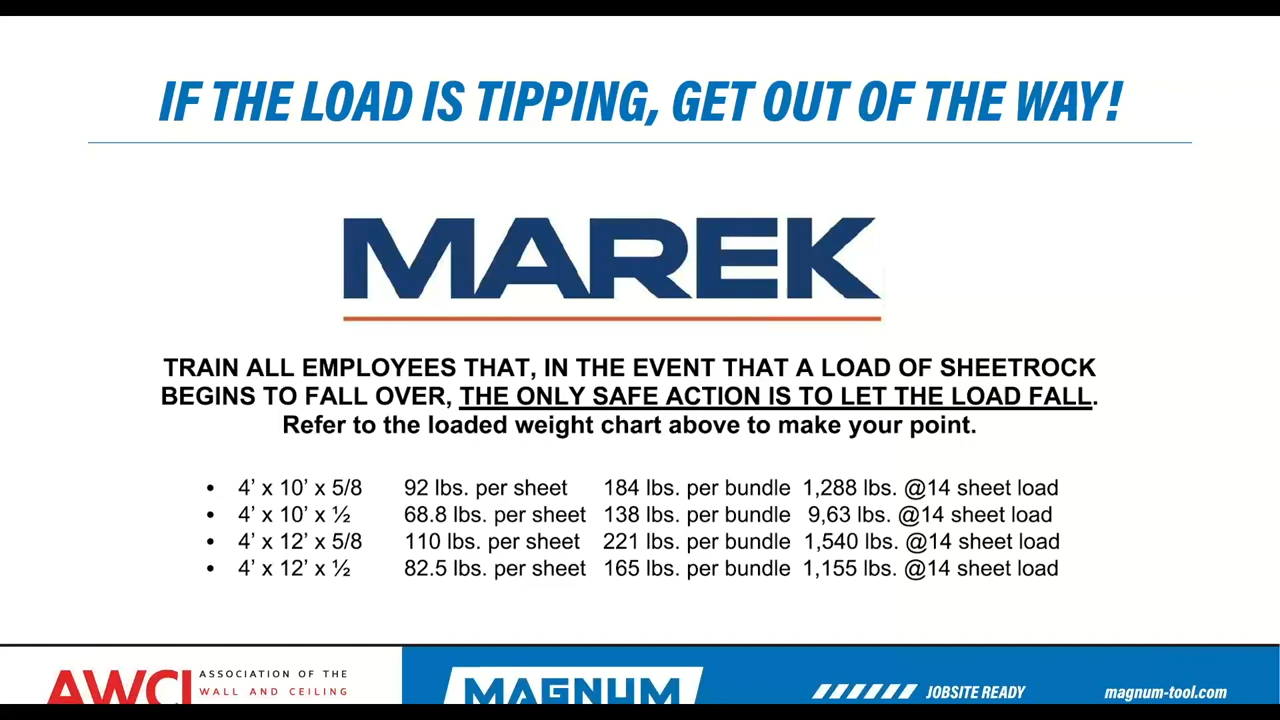 IF THE LOAD IS TIPPING, GET OUT OF THE WAY!
MAREK
TRAIN ALL EMPLOYEES THAT, IN THE EVENT THAT A LOAD OF SHEETROCK
BEGINS TO FALL OVER, THE ONLY SAFE ACTION IS TO LET THE LOAD FALL.
Refer to the loaded weight chart above to make your point.
• 4’ x 10’ x 5/8 92 lbs. per sheet 184 lbs. per bundle 1,288 lbs. @14 sheet load
• 4’ x 10’ x ½ 68.8 lbs. per sheet 138 lbs. per bundle 9,63 lbs. @14 sheet load
• 4’ x 12’ x 5/8 110 lbs. per sheet 221 lbs. per bundle 1,540 lbs. @14 sheet load
• 4’ x 12’ x ½ 82.5 lbs. per sheet 165 lbs. per bundle 1,155 lbs. @14 sheet load
AWCI ASSOCIATION OF THE
WALL AND CEILING
MAGNUM
JOBSITE READY
magnum-tool.com